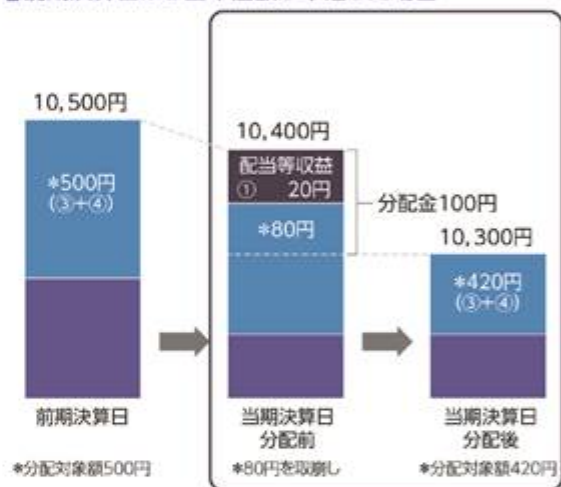 10,500円
*500円
(③+④)
前期決算日
*分配対象額500円
10,400円
配当等収益
① 20円
*80円
分配金100円
当期決算日
分配前
*80円を取崩し
10,300円
*420円
(③+④)
当期決算日
分配後
*分配対象額420円